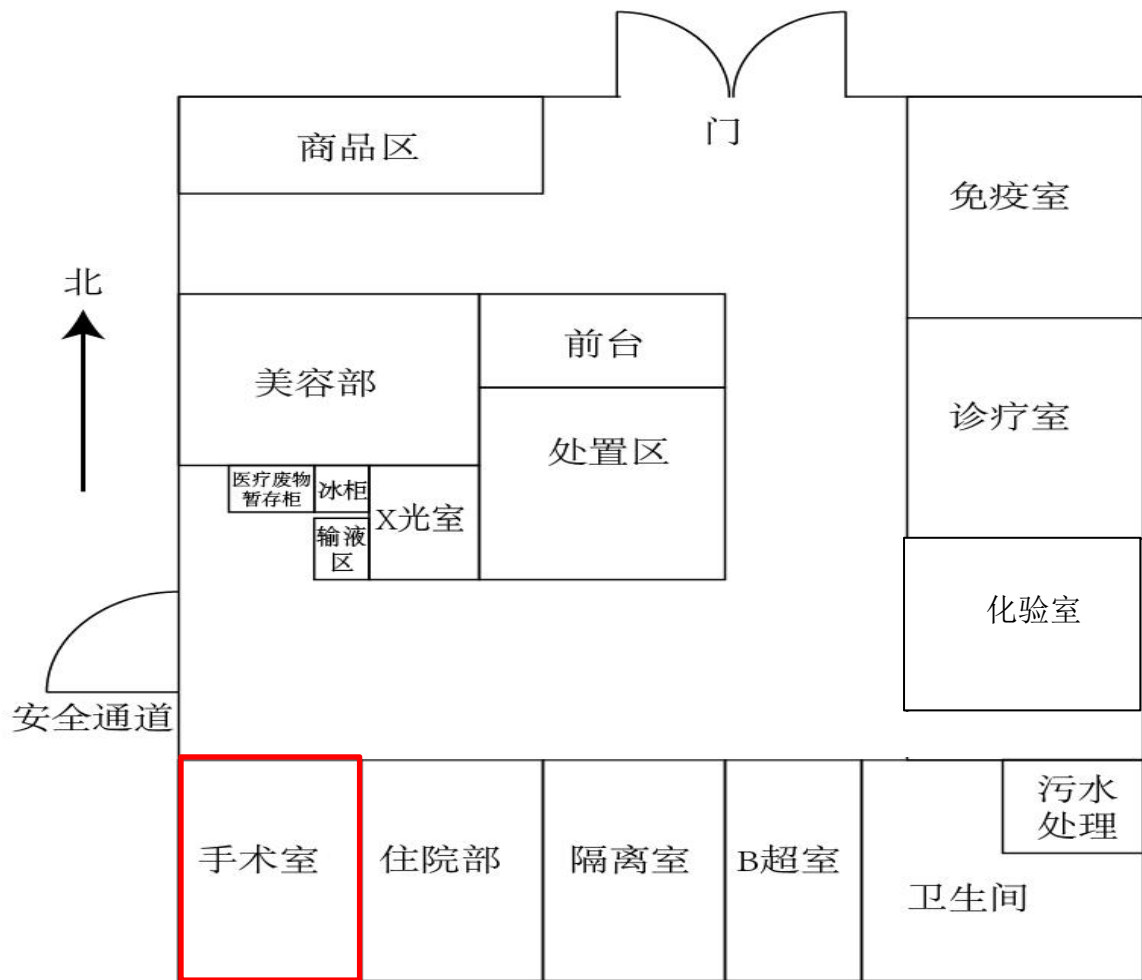 门
商品区
免疫室
北
前台
美容部
诊疗室
处置区
医疗废物
暂存柜
冰柜
X光室
输液
区
化验室
安全通道
污水
处理
手术室
住院部
隔离室
B超室
卫生间